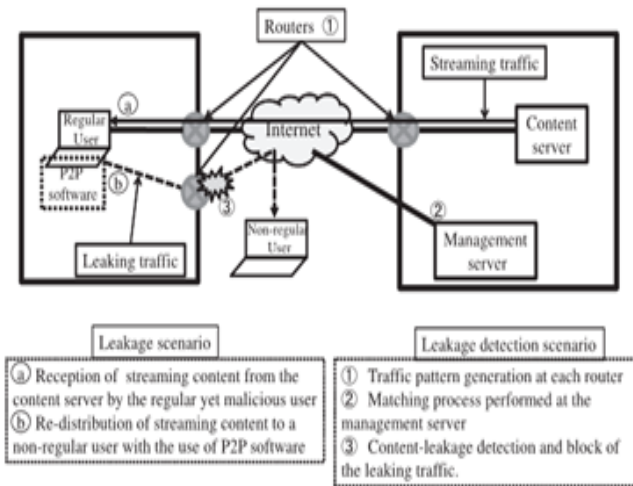 Routers ①
Streaming traffic
ⓐ
Regular
User
Internet
Content
server
P2P
software
ⓑ
③
②
Non-regular
User
Management
server
Leaking traffic
Leakage scenario
ⓐ Reception of streaming content from the
content server by the regular yet malicious user
ⓑ Re-distribution of streaming content to a
non-regular user with the use of P2P software
Leakage detection scenario
① Traffic pattern generation at each router
② Matching process performed at the
management server
③ Content-leakage detection and block of
the leaking traffic.